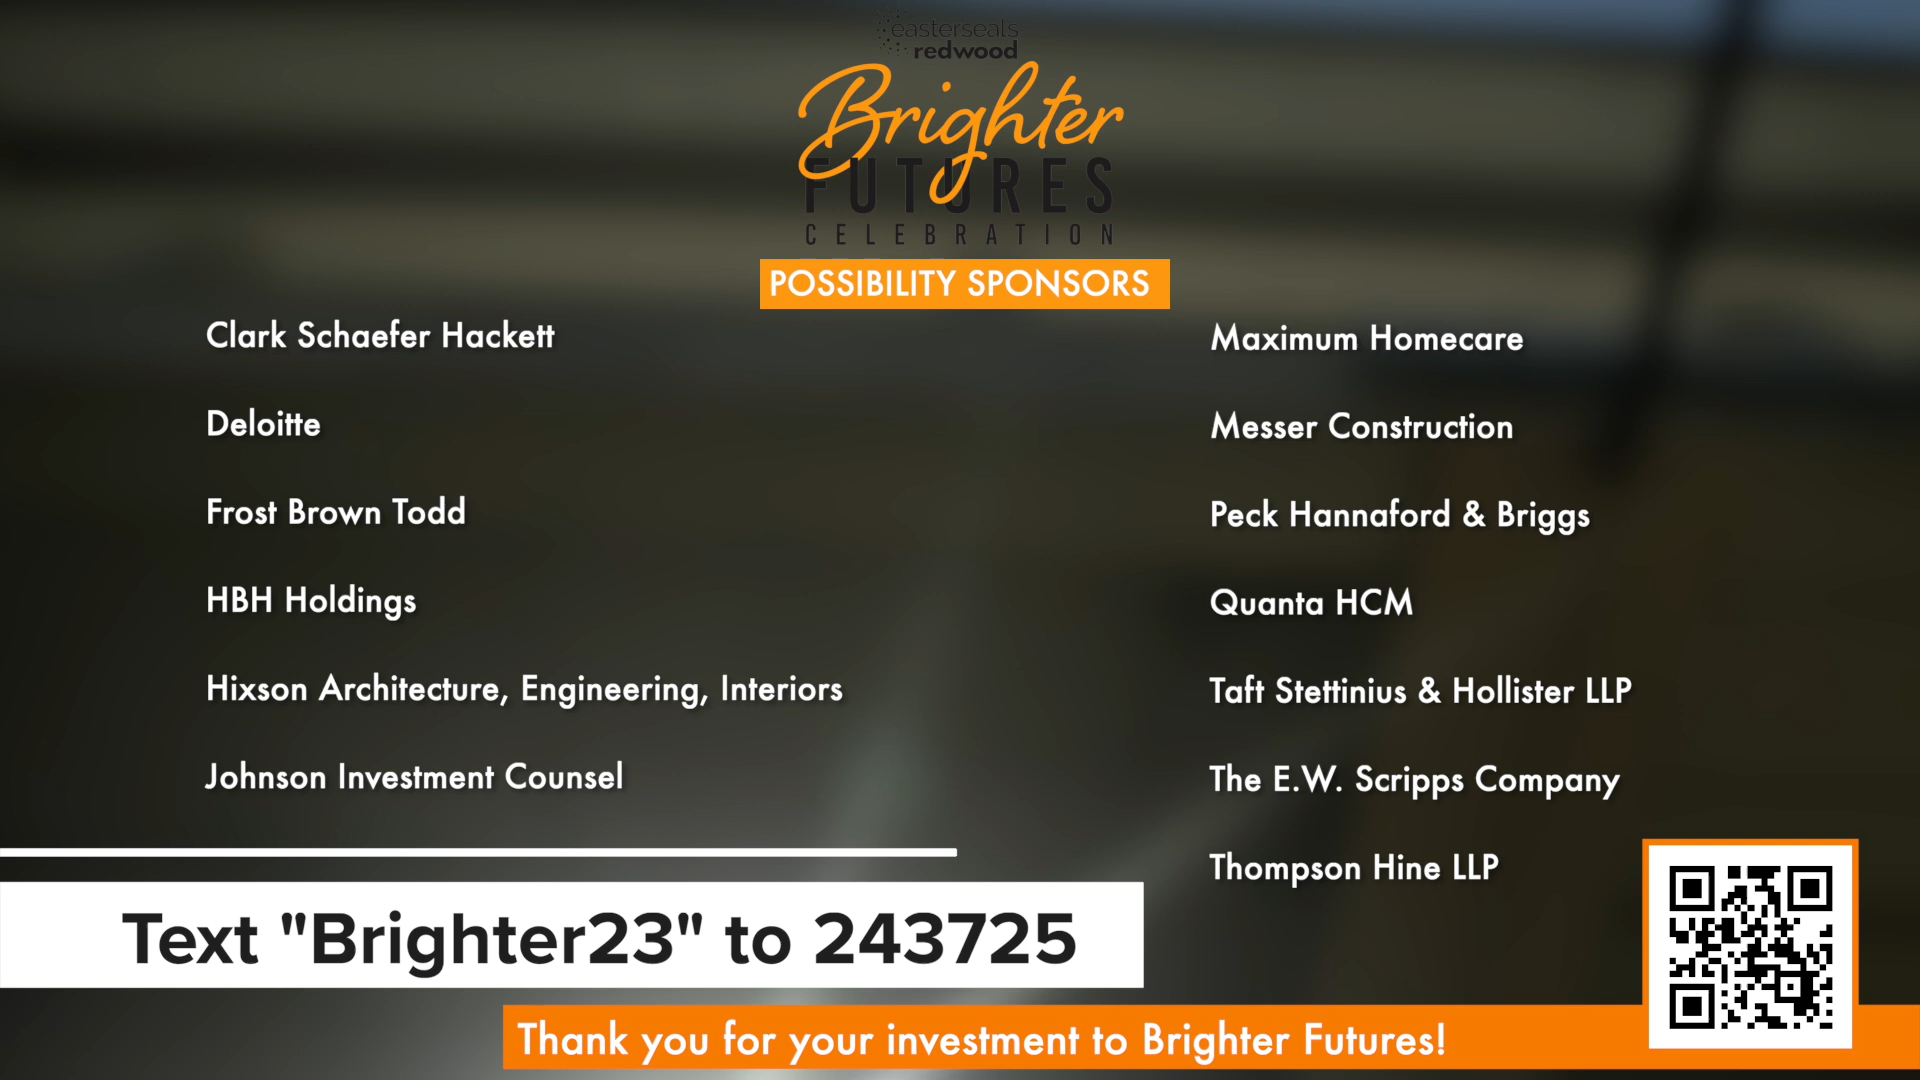 easterseals
redwood
Brighter
FUTURES
CELEBRATION
POSSIBILITY SPONSORS
Clark Schaefer Hackett
Deloitte
Frost Brown Todd
HBH Holdings
Hixson Architecture, Engineering, Interiors
Johnson Investment Counsel
Maximum Homecare
Messer Construction
Peck Hannaford & Briggs
Quanta HCM
Taft Stettinius & Hollister LLP
The E.W. Scripps Company
Thompson Hine LLP
Text "Brighter23" to 243725
Thank you for your investment to Brighter Futures!